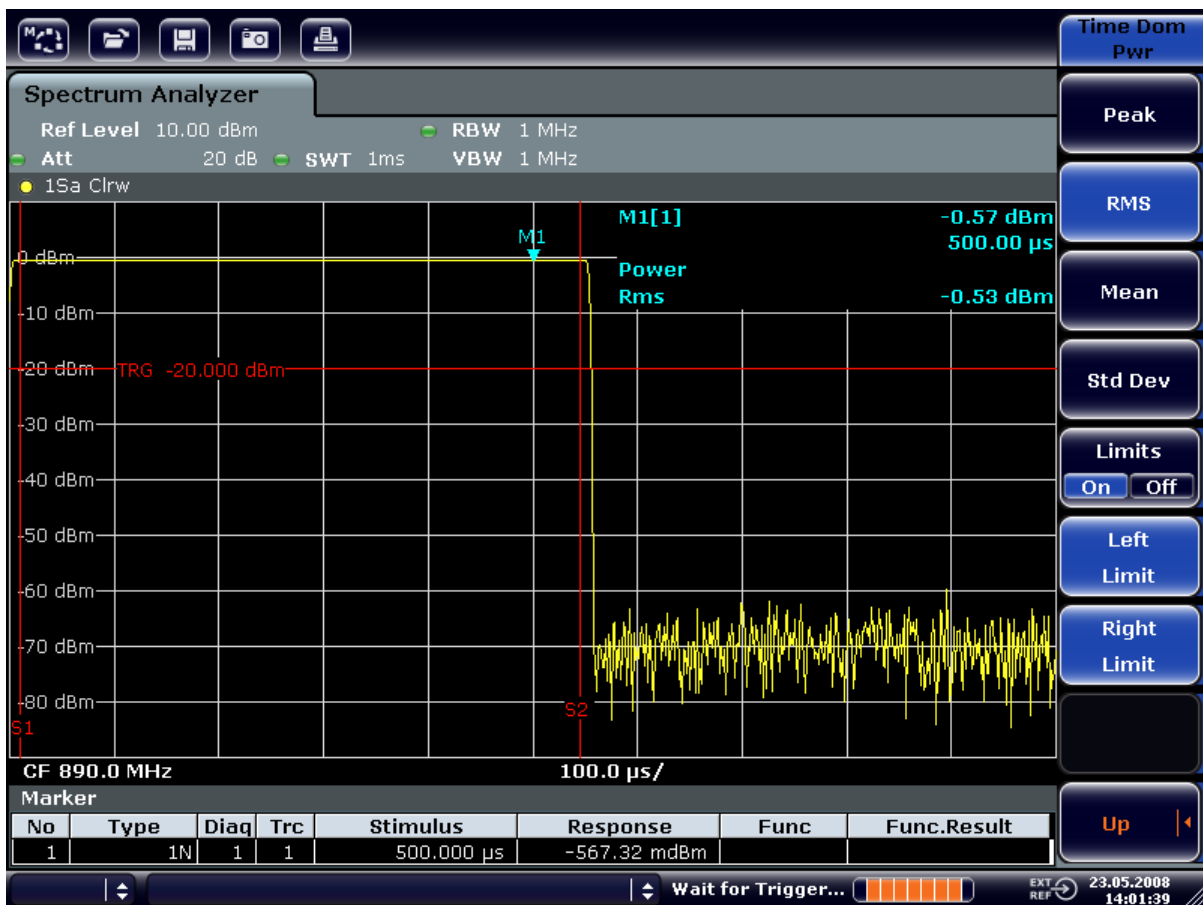 Time Dom
Pwr
Spectrum Analyzer
Ref Level 10.00 dBm RBW 1 MHz
Att 20 dB SWT 1ms VBW 1 MHz
1Sa Clrw
M1[1] -0.57 dBm
500.00 µs
M1
Power
Rms -0.53 dBm
0 dBm
-10 dBm
-20 dBm
TRG -20.000 dBm
-30 dBm
-40 dBm
-50 dBm
-60 dBm
-70 dBm
-80 dBm
S1
S2
CF 890.0 MHz 100.0 µs/
Marker
No Type Diaq Trc Stimulus Response Func Func.Result
1 1N 1 1 500.000 µs -567.32 mdBm
Wait for Trigger... EXT REF 23.05.2008
14:01:39
Peak
RMS
Mean
Std Dev
Limits
On Off
Left
Limit
Right
Limit
Up
M